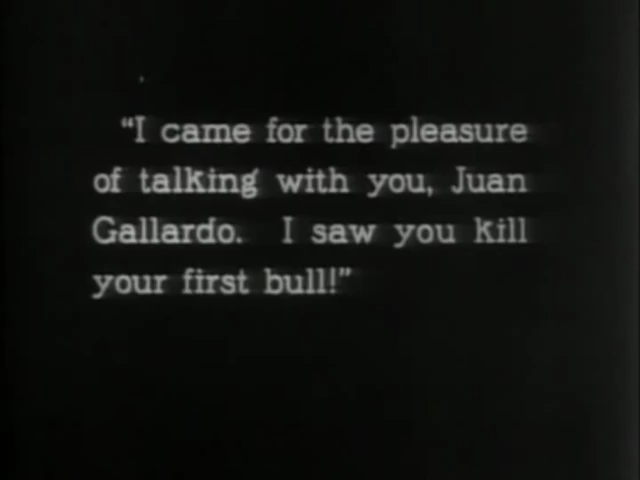 “I came for the pleasure
of talking with you, Juan
Gallardo. I saw you kill
your first bull!”